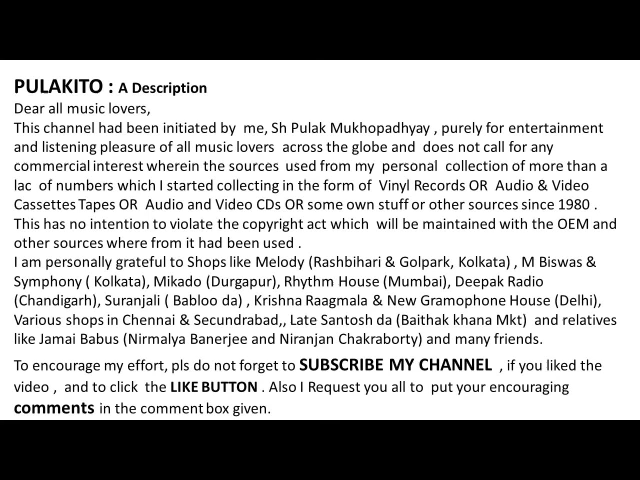 PULAKITO : A Description
Dear all music lovers,
This channel had been initiated by me, Sh Pulak Mukhopadhyay , purely for entertainment
and listening pleasure of all music lovers across the globe and does not call for any
commercial interest wherein the sources used from my personal collection of more than a
lac of numbers which I started collecting in the form of Vinyl Records OR Audio & Video
Cassettes Tapes OR Audio and Video CDs OR some own stuff or other sources since 1980 .
This has no intention to violate the copyright act which will be maintained with the OEM and
other sources where from it had been used .
I am personally grateful to Shops like Melody (Rashbihari & Golpark, Kolkata) , M Biswas &
Symphony ( Kolkata), Mikado (Durgapur), Rhythm House (Mumbai), Deepak Radio
(Chandigarh), Suranjali ( Babloo da) , Krishna Raagmala & New Gramophone House (Delhi),
Various shops in Chennai & Secundrabad,, Late Santosh da (Baithak khana Mkt) and relatives
like Jamai Babus (Nirmalya Banerjee and Niranjan Chakraborty) and many friends.
To encourage my effort, pls do not forget to SUBSCRIBE MY CHANNEL , if you liked the
video , and to click the LIKE BUTTON . Also I Request you all to put your encouraging
comments in the comment box given.